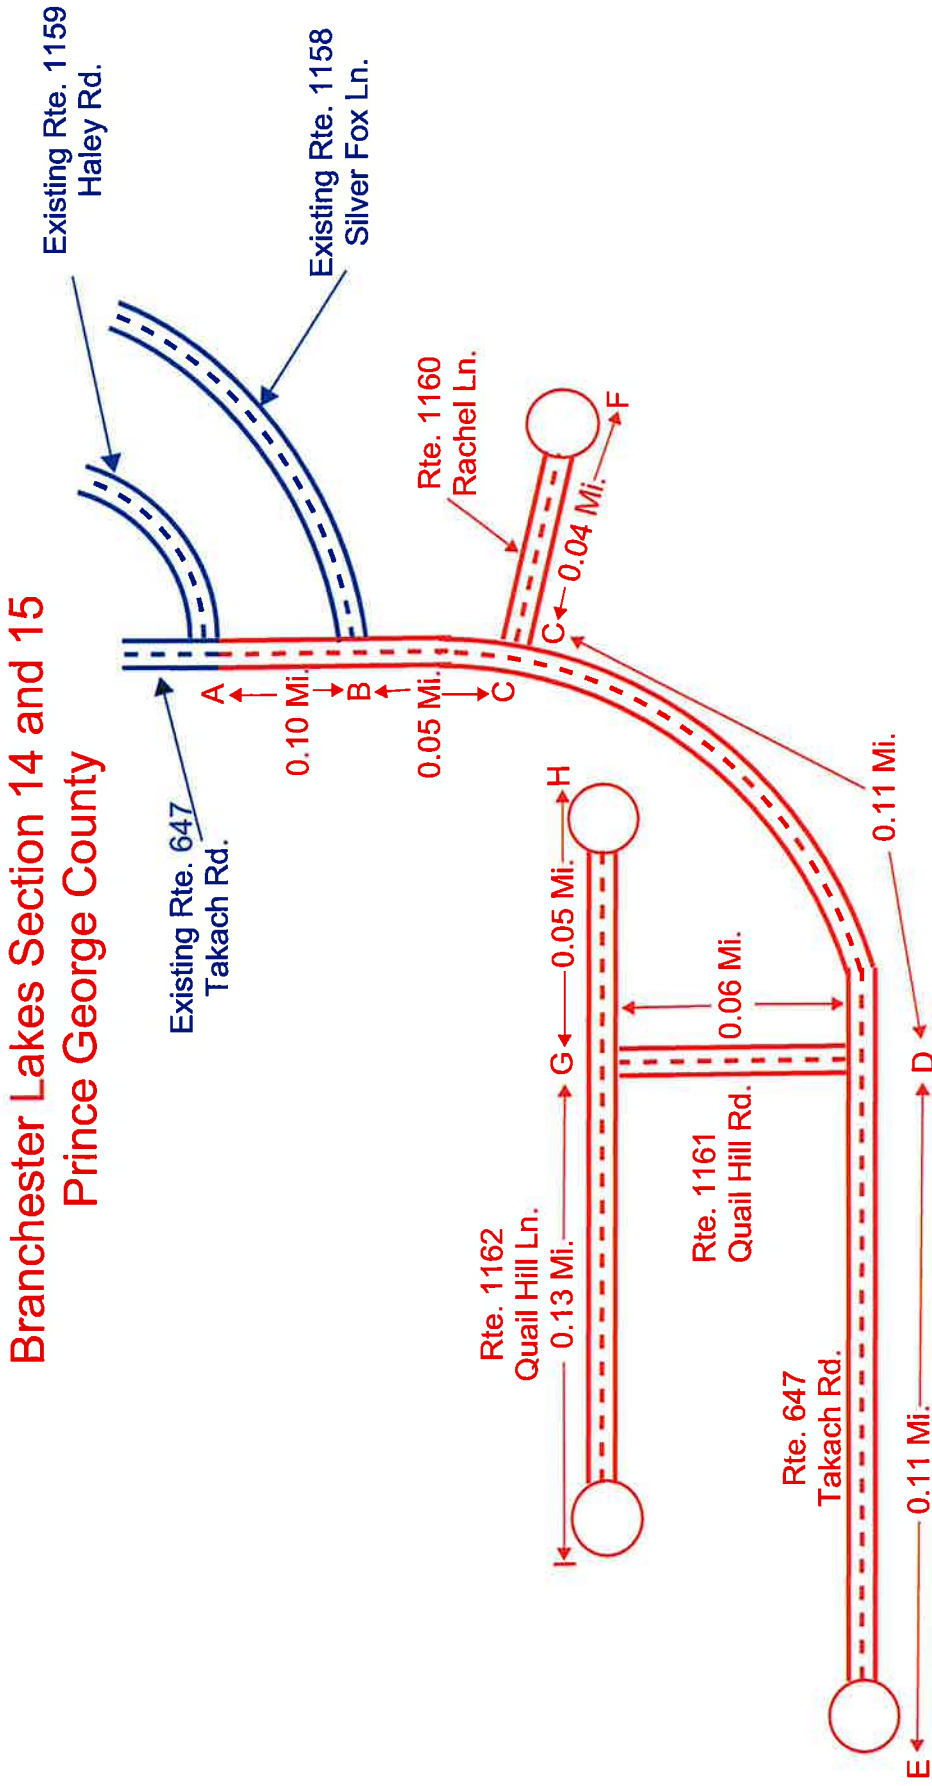 Branchester Lakes Section 14 and 15
Prince George County
Existing Rte. 1159
Haley Rd.
Existing Rte. 1158
Silver Fox Ln.
Existing Rte. 647
Takach Rd.
A
0.10 Mi.
B
0.05 Mi.
C
Rte. 1160
Rachel Ln.
C
0.04 Mi.
F
0.11 Mi.
H
0.05 Mi.
G
0.06 Mi.
Rte. 1162
Quail Hill Ln.
0.13 Mi.
I
Rte. 1161
Quail Hill Rd.
Rte. 647
Takach Rd.
D
0.11 Mi.
E